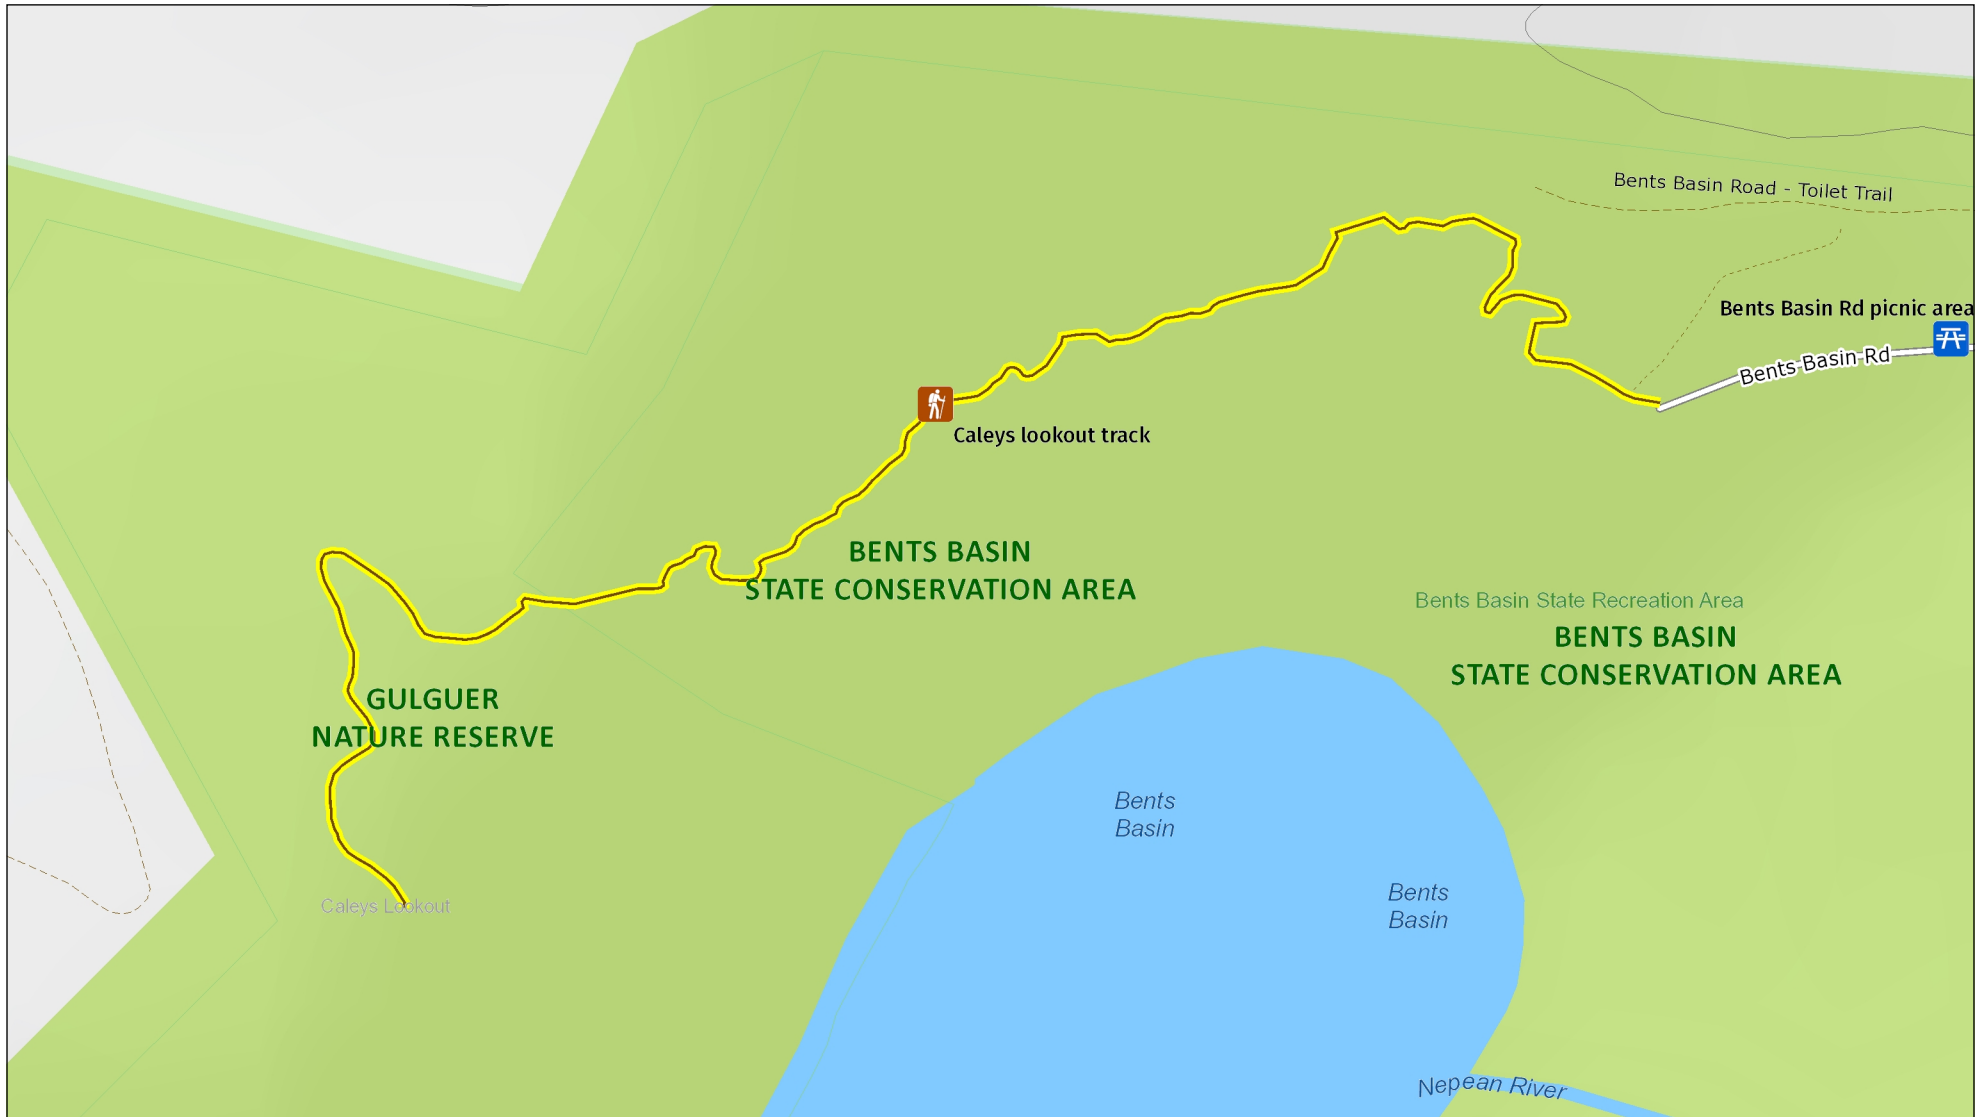 Bents Basin Road - Toilet Trail
Bents Basin Rd picnic area
Bents Basin Rd
Caleys lookout track
BENTS BASIN
STATE CONSERVATION AREA
Bents Basin State Recreation Area
BENTS BASIN
STATE CONSERVATION AREA
GULGUER
NATURE RESERVE
Bents
Basin
Bents
Basin
Caleys Lookout
Nepean River